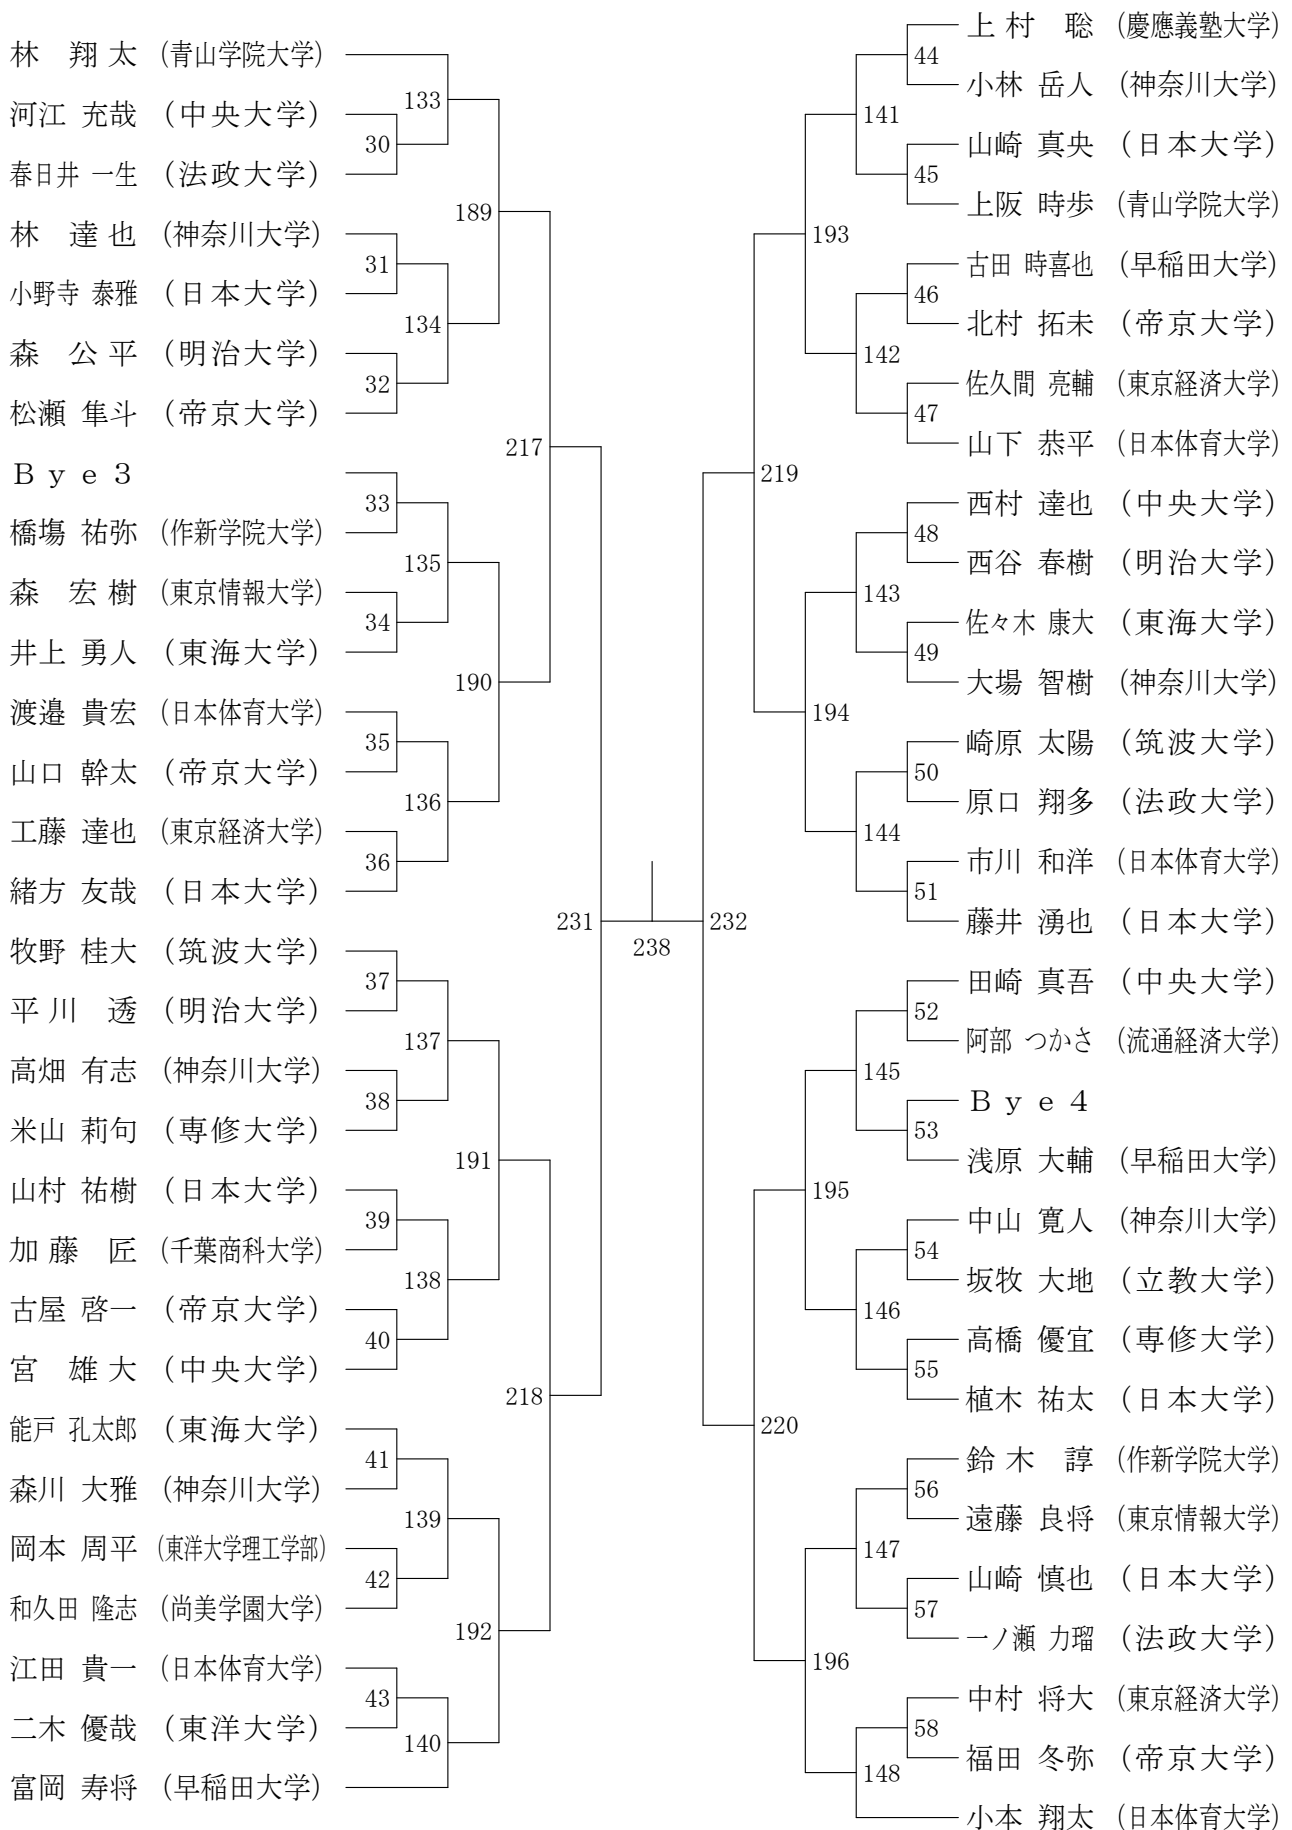 林 翔太 (青山学院大学)
河江 充哉 (中央大学)
春日井 一生 (法政大学)
林 達也 (神奈川大学)
小野寺 泰雅 (日本大学)
森 公平 (明治大学)
松瀬 隼斗 (帝京大学)
Bye3
橋塲 祐弥 (作新学院大学)
森 宏樹 (東京情報大学)
井上 勇人 (東海大学)
渡邉 貴宏 (日本体育大学)
山口 幹太 (帝京大学)
工藤 達也 (東京経済大学)
緒方 友哉 (日本大学)
牧野 桂大 (筑波大学)
平川 透 (明治大学)
高畑 有志 (神奈川大学)
米山 莉句 (専修大学)
山村 祐樹 (日本大学)
加藤 匠 (千葉商科大学)
古屋 啓一 (帝京大学)
宮 雄大 (中央大学)
能戸 孔太郎 (東海大学)
森川 大雅 (神奈川大学)
岡本 周平 (東洋大学理工学部)
和久田 隆志 (尚美学園大学)
江田 貴一 (日本体育大学)
二木 優哉 (東洋大学)
富岡 寿将 (早稲田大学)
30
31
32
33
34
35
36
37
38
39
40
41
42
43
133
134
135
136
137
138
139
140
189
190
191
192
217
218
231
238
232
219
220
193
194
195
196
141
142
143
144
145
146
147
148
44
45
46
47
48
49
50
51
52
53
54
55
56
57
58
上村 聡 (慶應義塾大学)
小林 岳人 (神奈川大学)
山崎 真央 (日本大学)
上阪 時歩 (青山学院大学)
古田 時喜也 (早稲田大学)
北村 拓未 (帝京大学)
佐久間 亮輔 (東京経済大学)
山下 恭平 (日本体育大学)
西村 達也 (中央大学)
西谷 春樹 (明治大学)
佐々木 康大 (東海大学)
大場 智樹 (神奈川大学)
崎原 太陽 (筑波大学)
原口 翔多 (法政大学)
市川 和洋 (日本体育大学)
藤井 湧也 (日本大学)
田崎 真吾 (中央大学)
阿部 つかさ (流通経済大学)
Bye4
浅原 大輔 (早稲田大学)
中山 寛人 (神奈川大学)
坂牧 大地 (立教大学)
高橋 優宜 (専修大学)
植木 祐太 (日本大学)
鈴木 諄 (作新学院大学)
遠藤 良将 (東京情報大学)
山崎 慎也 (日本大学)
一ノ瀬 力瑠 (法政大学)
中村 将大 (東京経済大学)
福田 冬弥 (帝京大学)
小本 翔太 (日本体育大学)